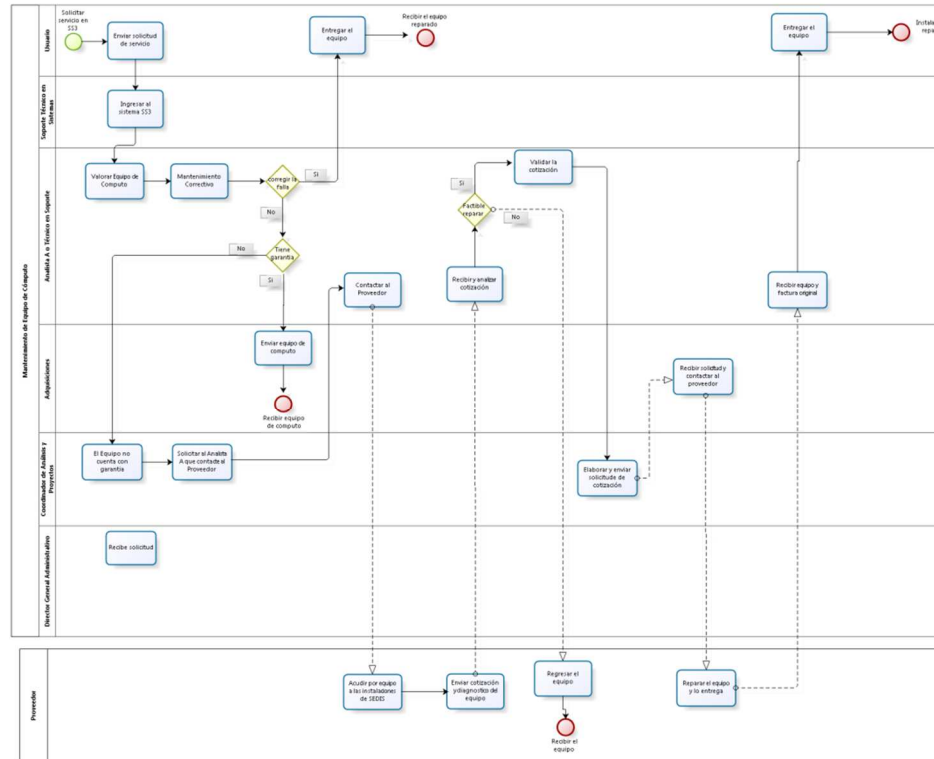 Solicitar
servicio en
SS3
Enviar solicitud
de servicio
Entregar el
equipo
Recibir el equipo
reparado
Entregar el
equipo
Usuario
Ingresar al
sistema SS3
Soporte Técnico en
Sistemas
Valorar Equipo de
Computo
Mantenimiento
Correctivo
corregir la
falla
Si
No
Tiene
garantia
No
Si
Contactar al
Proveedor
Validar la
cotización
Si
Factible
reparar
No
Recibir y analizar
cotización
Recibir equipo y
factura original
Analista A o Técnico en Soporte
Mantenimiento de Equipo de Cómputo
Enviar equipo de
computo
Recibir equipo
de computo
Recibir solicitud y
contactar al
proveedor
Adquisiciones
El Equipo no
cuenta con
garantía
Solicitar al Analista
A que contacte al
Proveedor
Elaborar y enviar
solicitude de
cotización
Coordinador de Análisis y
Proyectos
Recibe solicitud
Director General Administrativo
Acudir por equipo
a las instalaciones
de SEDIS
Enviar cotización
y diagnostico del
equipo
Regresar el
equipo
Recibir el
equipo
Reparar el equipo
y lo entrega
Proveedor